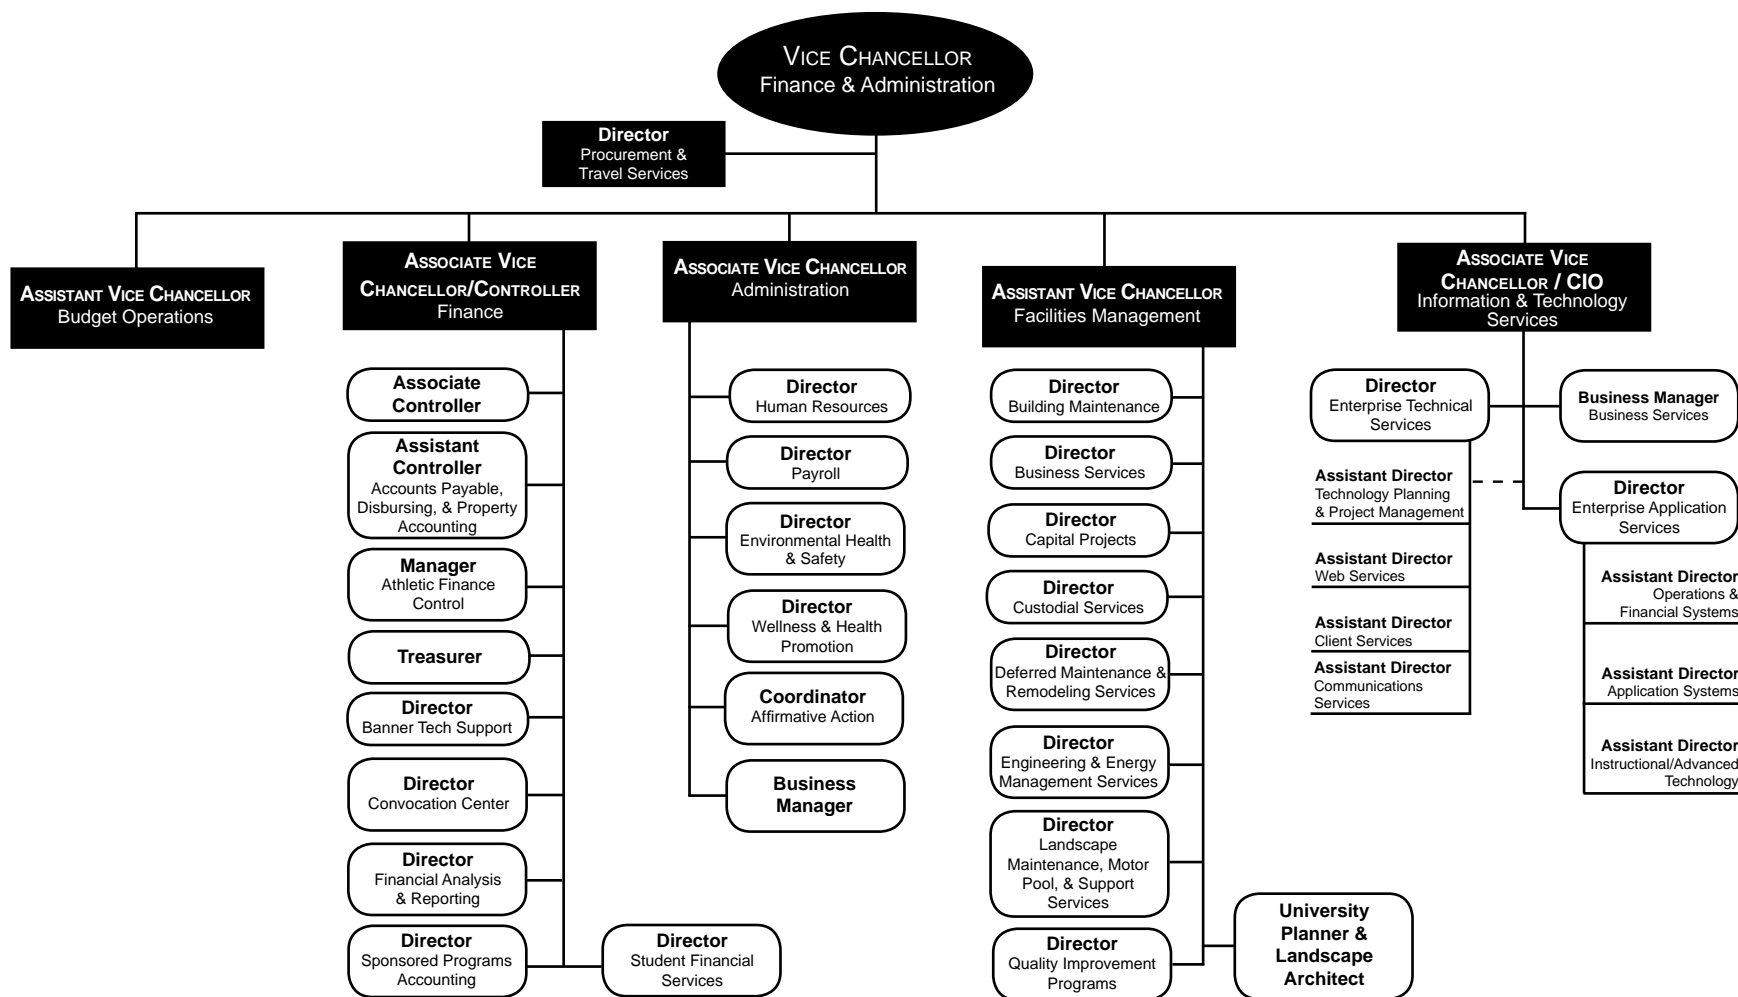 VICE CHANCELLOR
Finance & Administration
Director
Procurement &
Travel Services
ASSISTANT VICE CHANCELLOR
Budget Operations
ASSOCIATE VICE
CHANCELLOR/CONTROLLER
Finance
ASSOCIATE VICE CHANCELLOR
Administration
ASSISTANT VICE CHANCELLOR
Facilities Management
ASSOCIATE VICE
CHANCELLOR / CIO
Information & Technology
Services
Associate
Controller
Assistant
Controller
Accounts Payable,
Disbursing, & Property
Accounting
Manager
Athletic Finance
Control
Treasurer
Director
Banner Tech Support
Director
Convocation Center
Director
Financial Analysis
& Reporting
Director
Sponsored Programs
Accounting
Director
Student Financial
Services
Director
Human Resources
Director
Payroll
Director
Environmental Health
& Safety
Director
Wellness & Health
Promotion
Coordinator
Affirmative Action
Business
Manager
Director
Building Maintenance
Director
Business Services
Director
Capital Projects
Director
Custodial Services
Director
Deferred Maintenance &
Remodeling Services
Director
Engineering & Energy
Management Services
Director
Landscape
Maintenance, Motor
Pool, & Support
Services
Director
Quality Improvement
Programs
University
Planner &
Landscape
Architect
Director
Enterprise Technical
Services
Assistant Director
Technology Planning
& Project Management
Assistant Director
Web Services
Assistant Director
Client Services
Assistant Director
Communications
Services
Business Manager
Business Services
Director
Enterprise Application
Services
Assistant Director
Operations &
Financial Systems
Assistant Director
Application Systems
Assistant Director
Instructional/Advanced
Technology